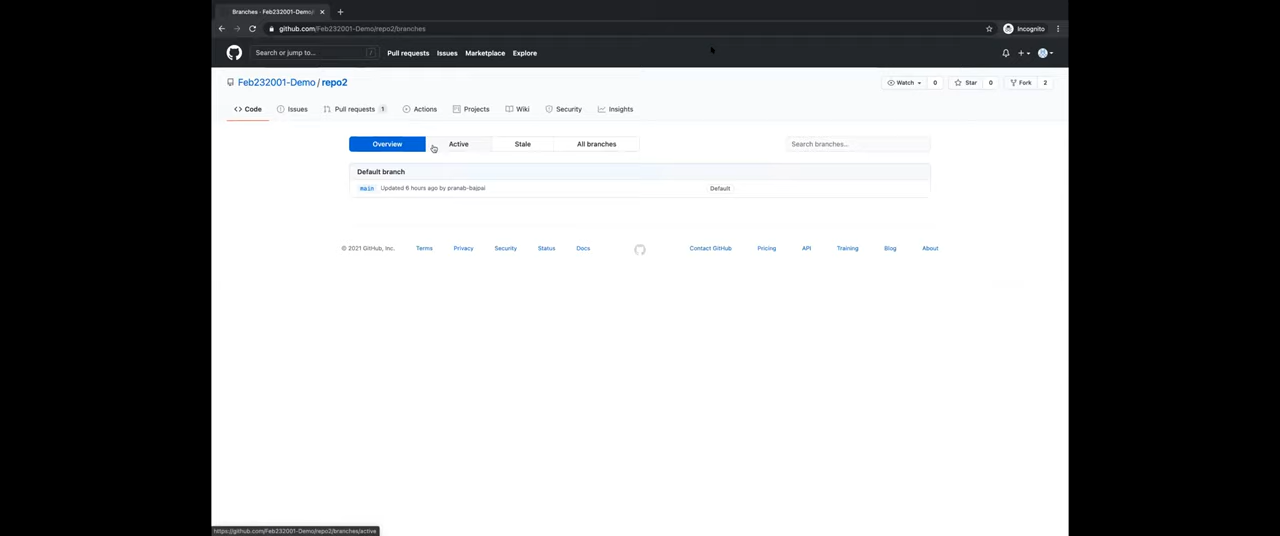 Branches · Feb232001-Demo/
github.com/Feb232001-Demo/repo2/branches
Incognito
Search or jump to...
/
Pull requests
Issues
Marketplace
Explore
Feb232001-Demo / repo2
Watch
0
Star
0
Fork
2
Code
Issues
Pull requests 1
Actions
Projects
Wiki
Security
Insights
Overview
Active
Stale
All branches
Search branches...
Default branch
main Updated 6 hours ago by pranab-bajpai
Default
© 2021 GitHub, Inc.
Terms
Privacy
Security
Status
Docs
Contact GitHub
Pricing
API
Training
Blog
About
https://github.com/Feb232001-Demo/repo2/branches/active